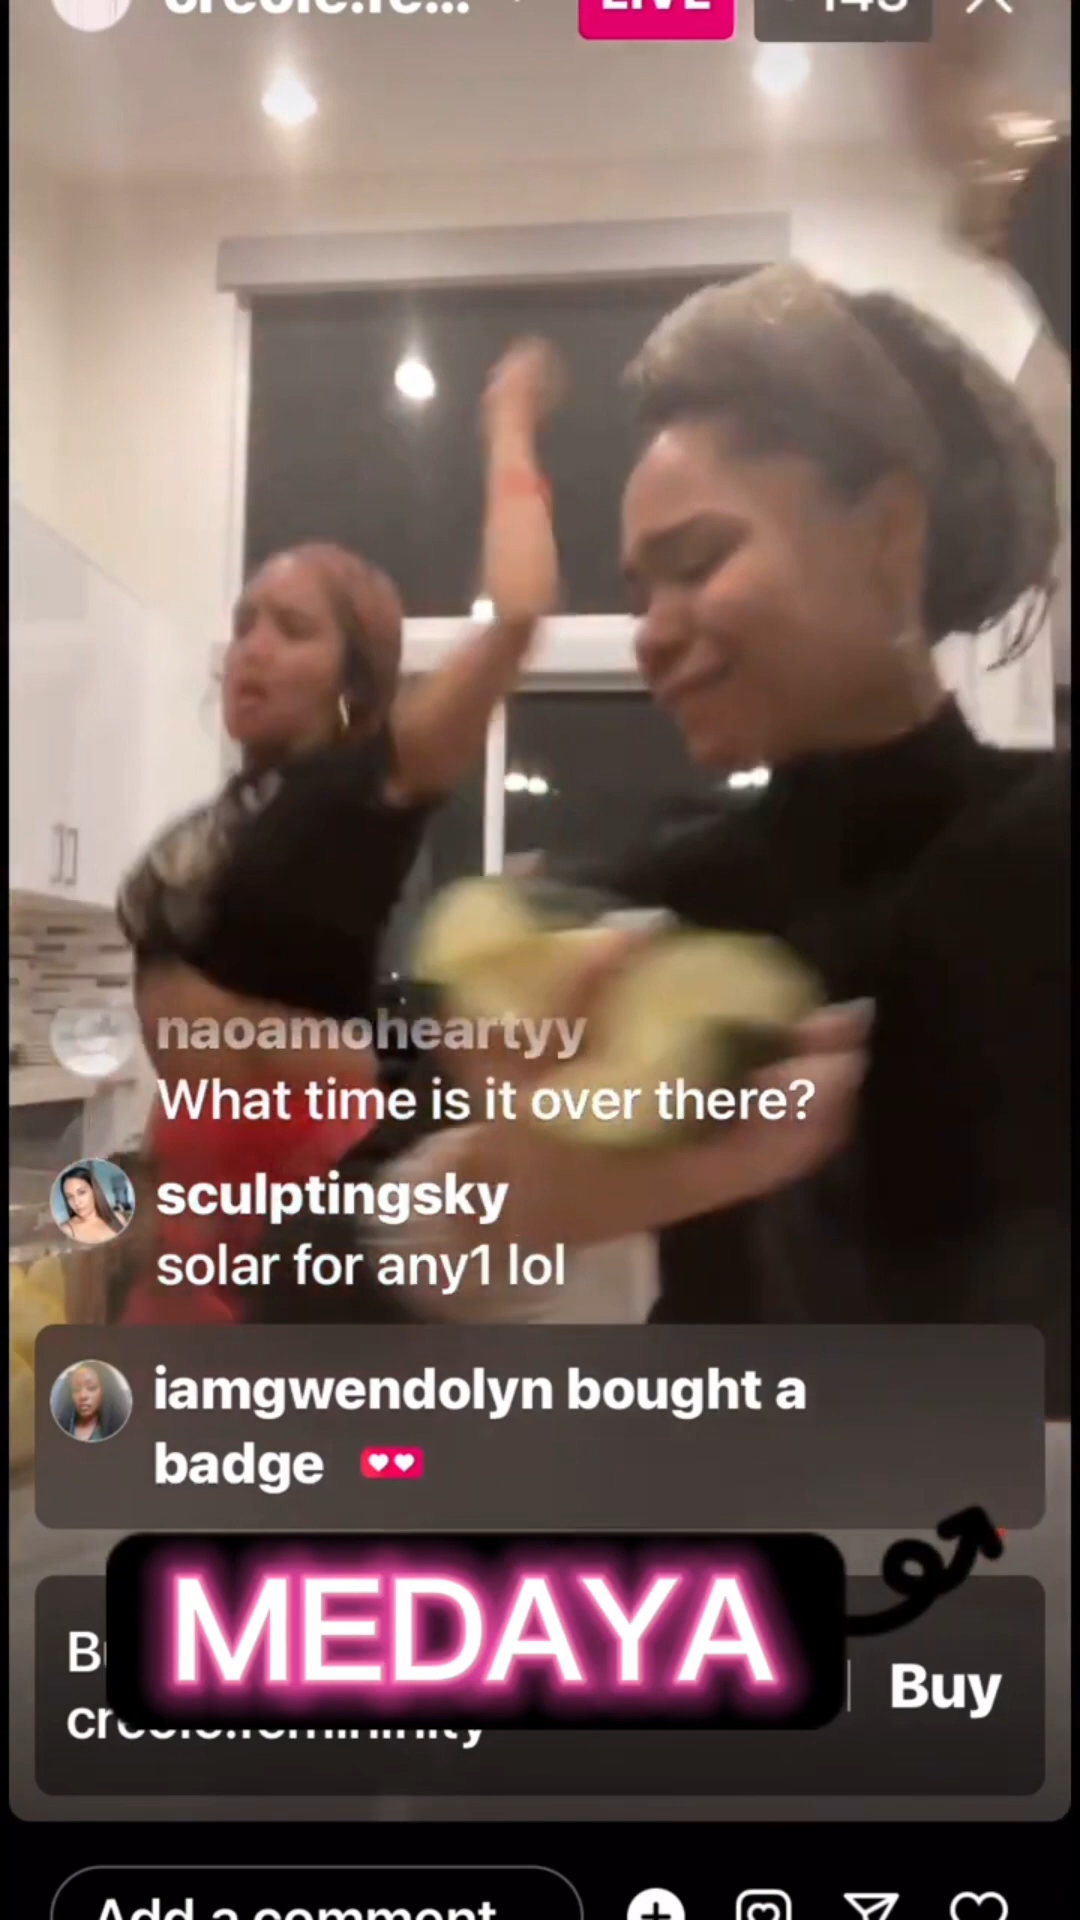 LIVE
naoamoheartyy
What time is it over there?
sculptingsky
solar for any1 lol
iamgwendolyn bought a
badge
MEDAYA
Buy
Add a comment